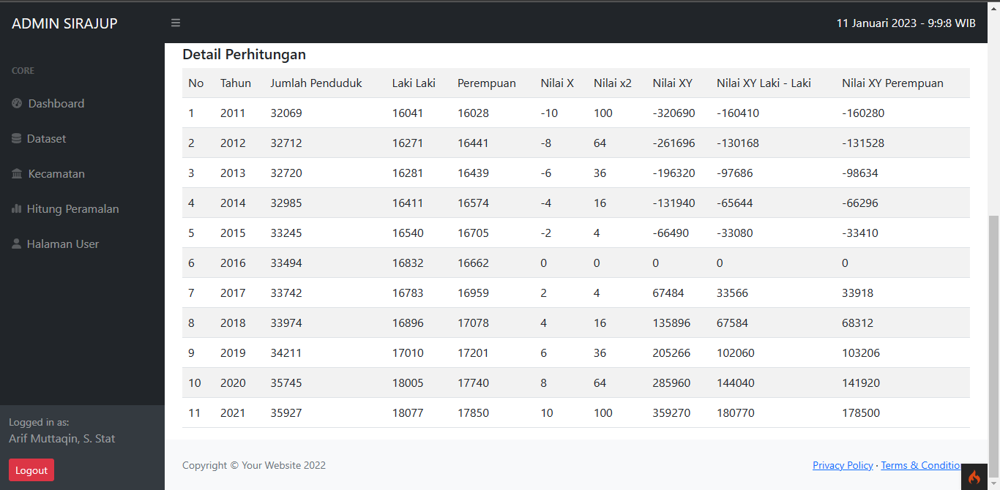 ADMIN SIRAJUP
11 Januari 2023 - 9:9:8 WIB
CORE
Dashboard
Dataset
Kecamatan
Hitung Peramalan
Halaman User
Logged in as:
Arif Muttaqin, S. Stat
Logout
Detail Perhitungan
No Tahun Jumlah Penduduk Laki Laki Perempuan Nilai X Nilai x2 Nilai XY Nilai XY Laki - Laki Nilai XY Perempuan
1 2011 32069 16041 16028 -10 100 -320690 -160410 -160280
2 2012 32712 16271 16441 -8 64 -261696 -130168 -131528
3 2013 32720 16281 16439 -6 36 -196320 -97686 -98634
4 2014 32985 16411 16574 -4 16 -131940 -65644 -66296
5 2015 33245 16540 16705 -2 4 -66490 -33080 -33410
6 2016 33494 16832 16662 0 0 0 0 0
7 2017 33742 16783 16959 2 4 67484 33566 33918
8 2018 33974 16896 17078 4 16 135896 67584 68312
9 2019 34211 17010 17201 6 36 205266 102060 103206
10 2020 35745 18005 17740 8 64 285960 144040 141920
11 2021 35927 18077 17850 10 100 359270 180770 178500
Copyright © Your Website 2022
Privacy Policy · Terms & Conditio